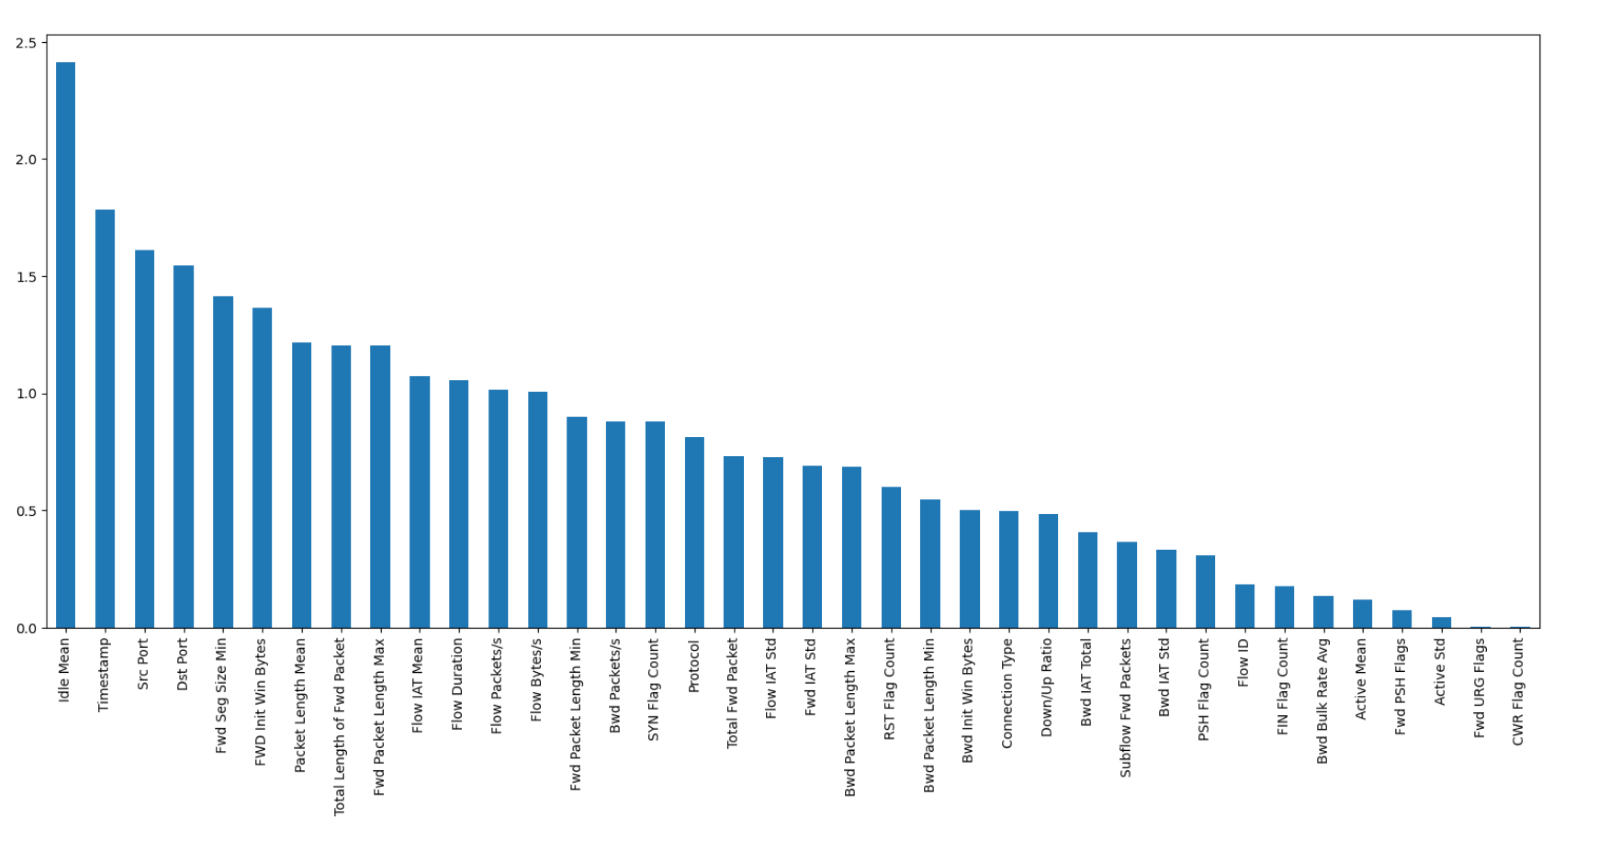 2.5
2.0
1.5
1.0
0.5
0.0
Idle Mean
Timestamp
Src Port
Dst Port
Fwd Seg Size Min
FWD Init Win Bytes
Packet Length Mean
Total Length of Fwd Packet
Fwd Packet Length Max
Flow IAT Mean
Flow Duration
Flow Packets/s
Flow Bytes/s
Fwd Packet Length Min
Bwd Packets/s
SYN Flag Count
Protocol
Total Fwd Packet
Flow IAT Std
Fwd IAT Std
Bwd Packet Length Max
RST Flag Count
Bwd Packet Length Min
Bwd Init Win Bytes
Connection Type
Down/Up Ratio
Bwd IAT Total
Subflow Fwd Packets
Bwd IAT Std
PSH Flag Count
Flow ID
FIN Flag Count
Bwd Bulk Rate Avg
Active Mean
Fwd PSH Flags
Active Std
Fwd URG Flags
CWR Flag Count